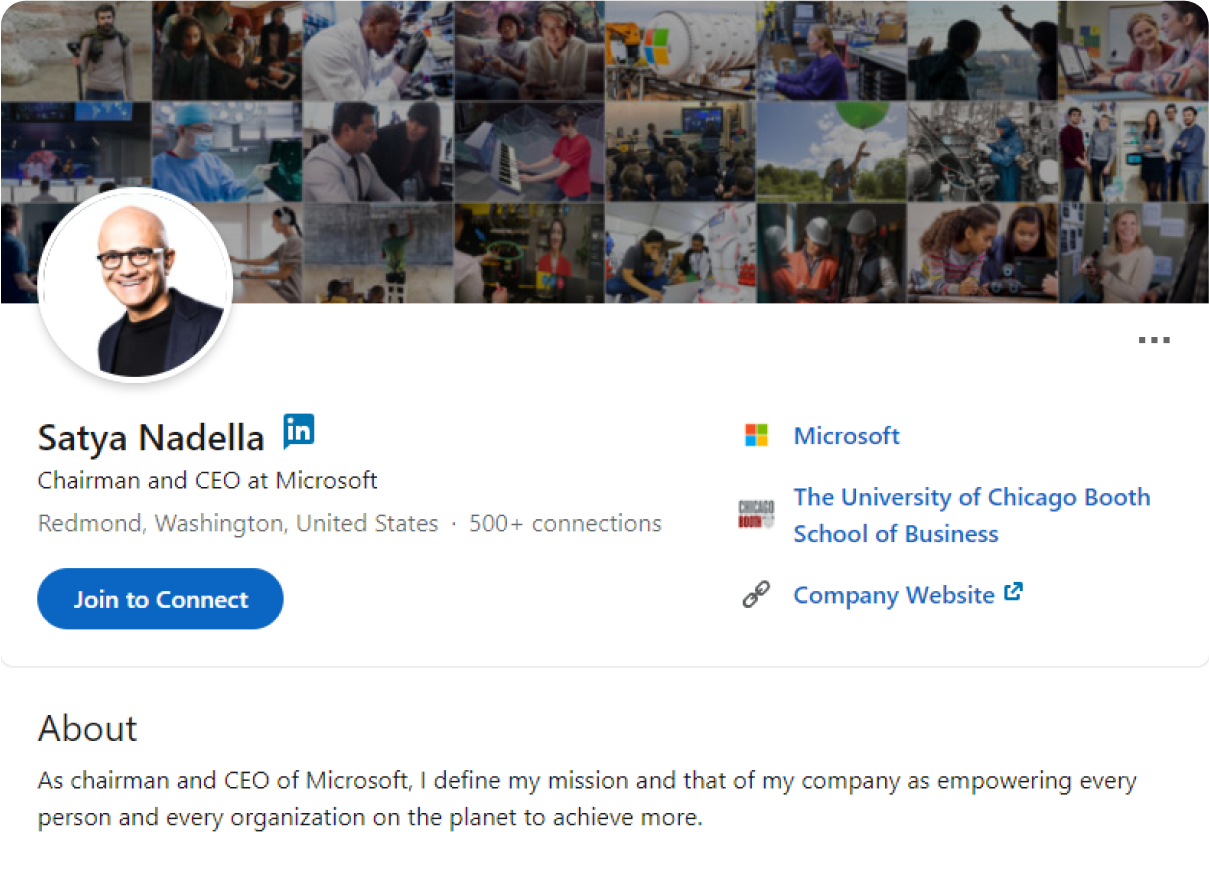 Satya Nadella in
Chairman and CEO at Microsoft
Redmond, Washington, United States · 500+ connections
Join to Connect
Microsoft
CHICAGO
BOOTH
The University of Chicago Booth
School of Business
Company Website
About
As chairman and CEO of Microsoft, I define my mission and that of my company as empowering every
person and every organization on the planet to achieve more.